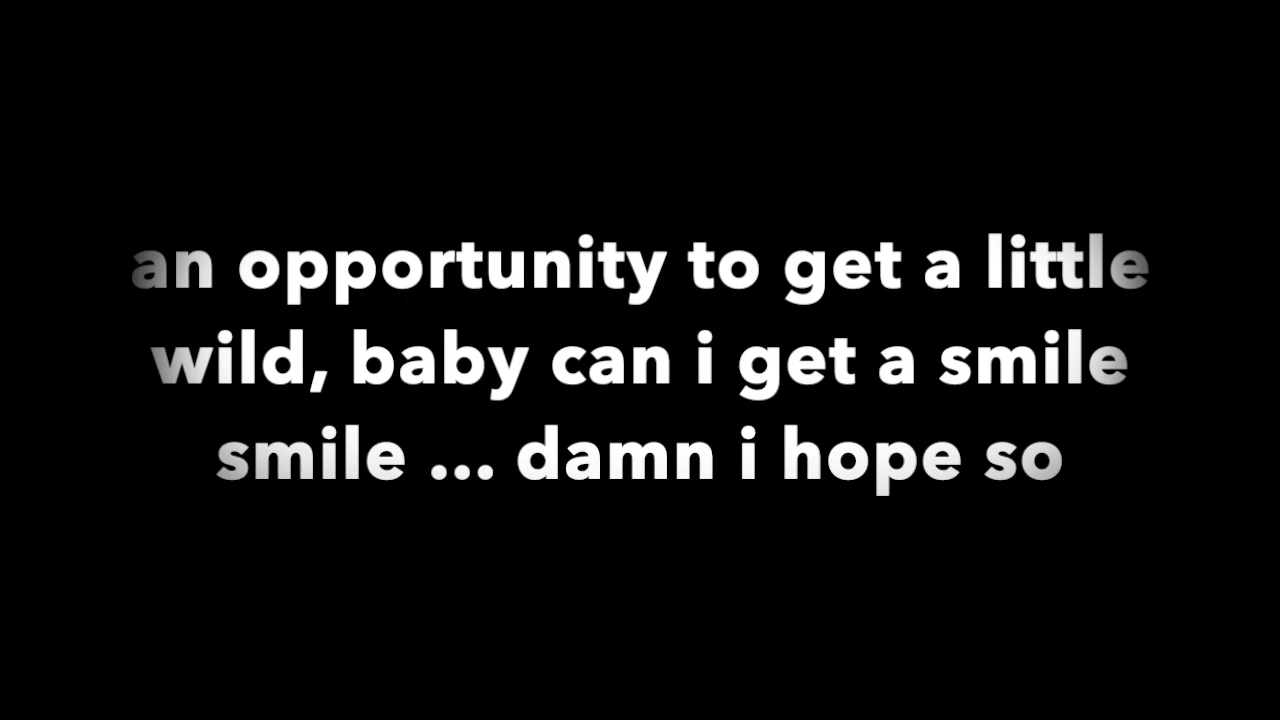 an opportunity to get a little
wild, baby can i get a smile
smile ... damn i hope so